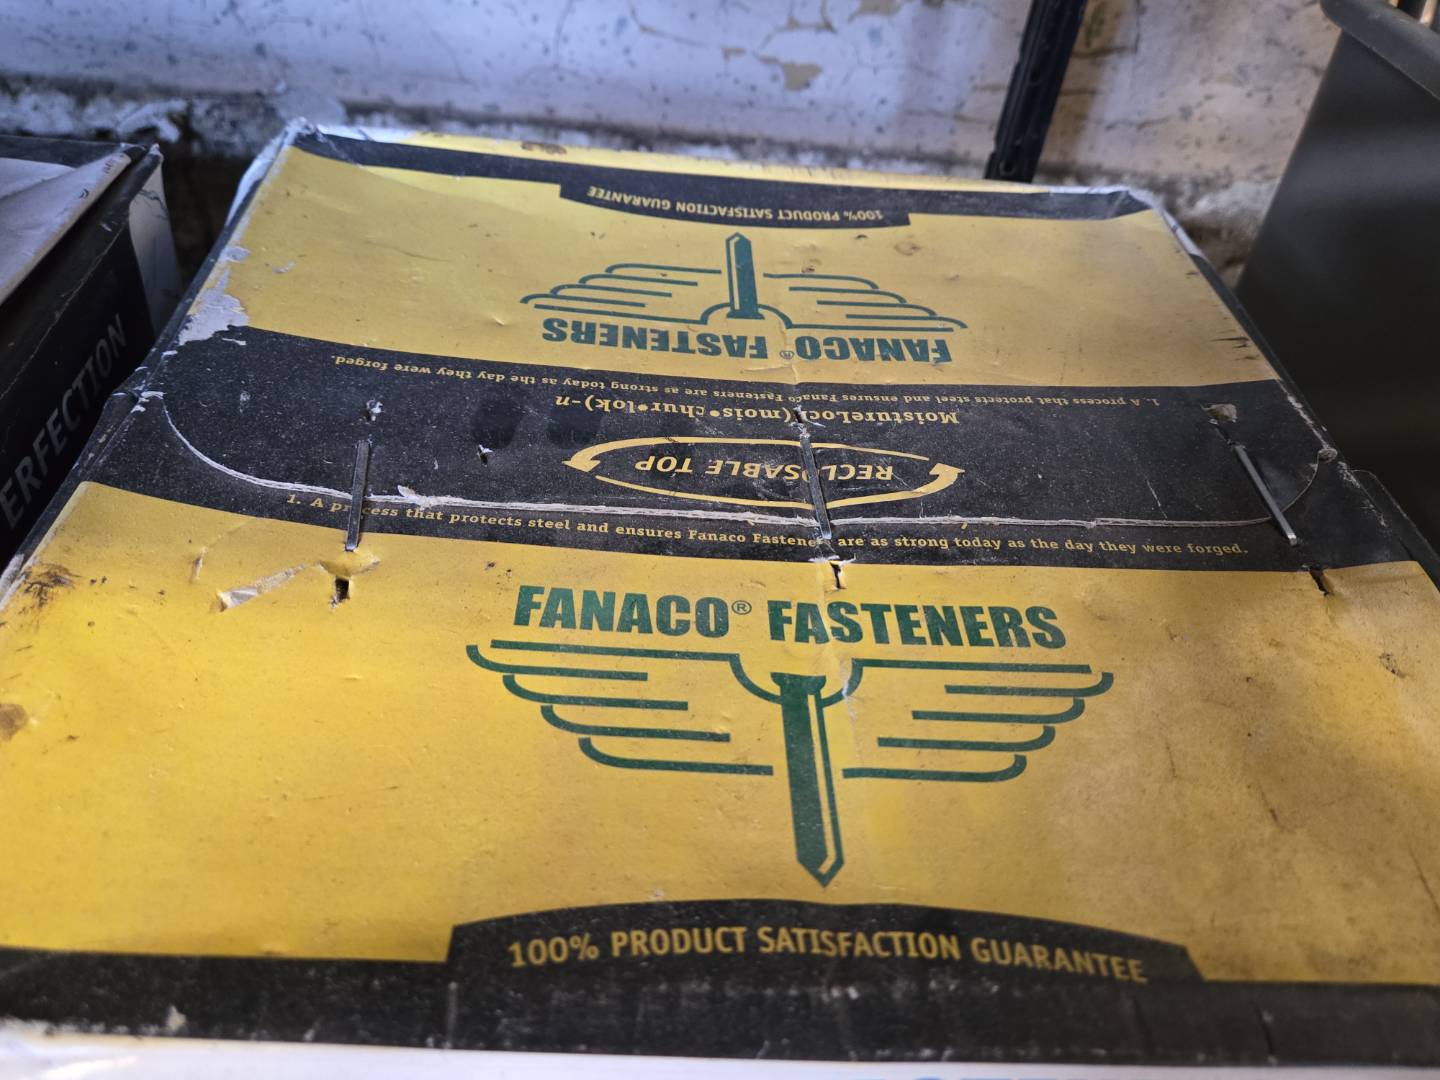 100% PRODUCT SATISFACTION GUARANTEE
FANACO® FASTENERS
1. A process that protects steel and ensures Fanaco Fasteners are as strong today as the day they were forged.
MoistureLock(mois•chur•lok)-n
RECLOSABLE TOP
1. A process that protects steel and ensures Fanaco Fasteners are as strong today as the day they were forged.
FANACO® FASTENERS
100% PRODUCT SATISFACTION GUARANTEE
ERFECTION